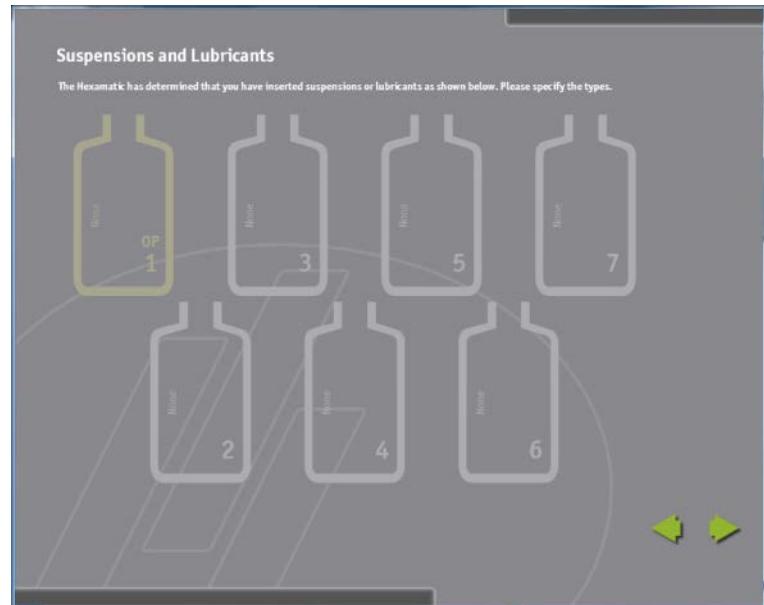 Suspensions and Lubricants
The Hexamatic has determined that you have inserted suspensions or lubricants as shown below. Please specify the types.
None
OP
1
None
3
None
5
None
7
None
2
None
4
None
6